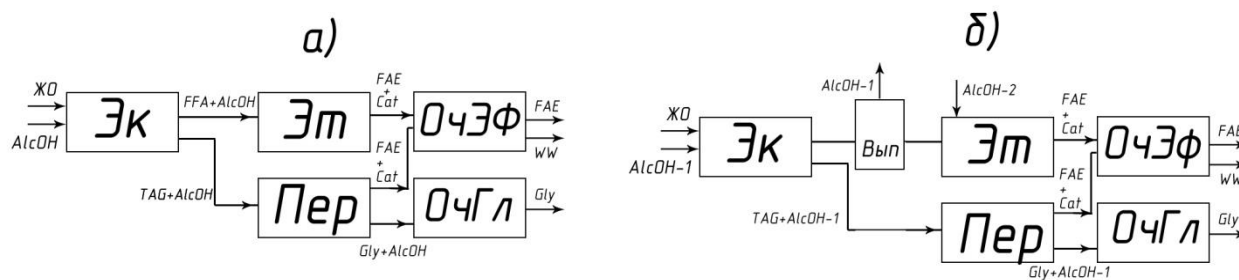 а)
ЖО
AlcOH
Эк
FFA+AlcOH
Эт
FAE
+
Cat
ОчЭФ
FAE
WW
TAG+AlcOH
Пер
FAE
+
Cat
Gly+AlcOH
ОчГл
Gly
б)
ЖО
AlcOH-1
Эк
AlcOH-1
Вып
AlcOH-2
Эт
FAE
+
Cat
ОчЭф
FAE
WW
TAG+AlcOH-1
Пер
FAE
+
Cat
Gly+AlcOH-1
ОчГл
Gly